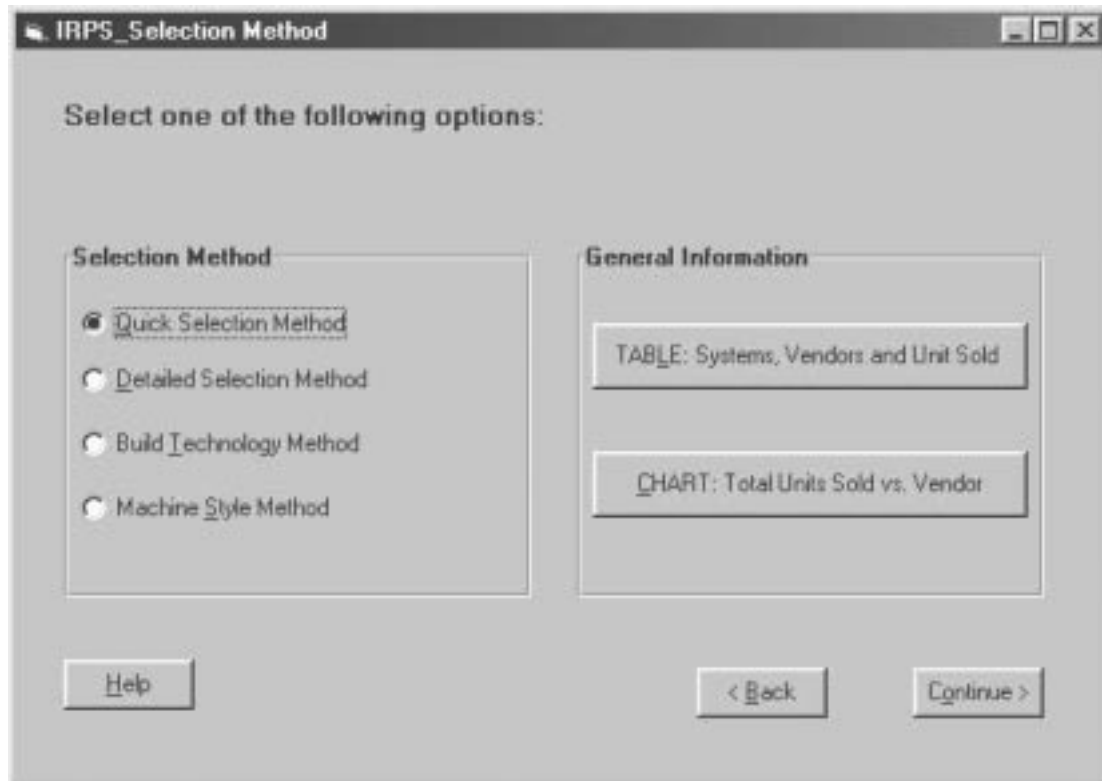 IRPS_Selection Method
Select one of the following options:
Selection Method
Quick Selection Method
Detailed Selection Method
Build Technology Method
Machine Style Method
General Information
TABLE: Systems, Vendors and Unit Sold
CHART: Total Units Sold vs. Vendor
Help
< Back
Continue >